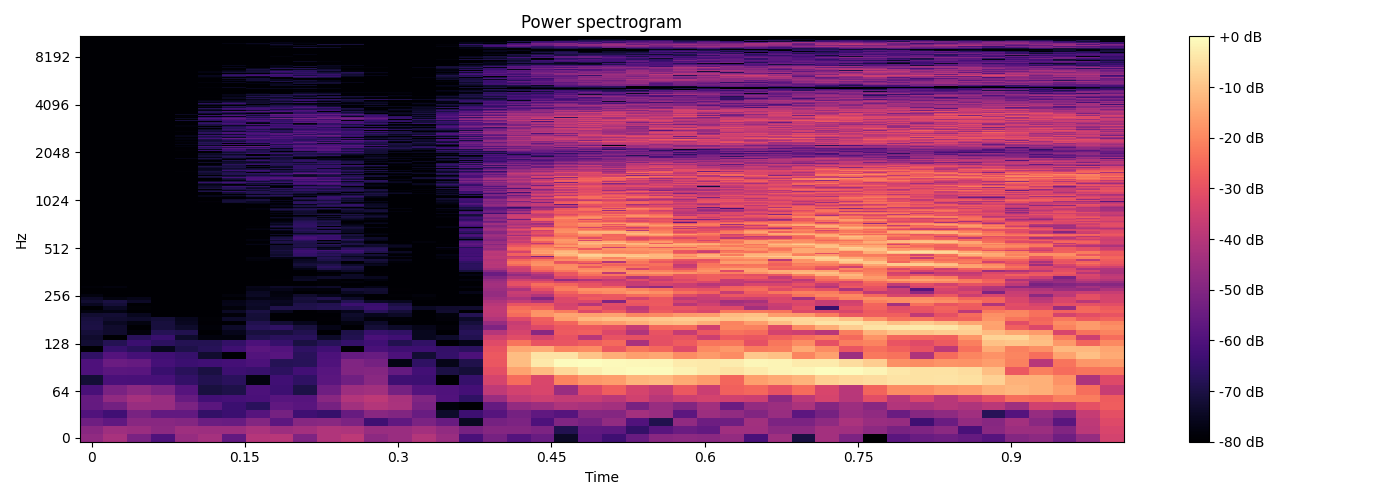 Power spectrogram
8192
4096
2048
1024
512
256
128
64
0
Hz
0
0.15
0.3
0.45
0.6
0.75
0.9
Time
+0 dB
-10 dB
-20 dB
-30 dB
-40 dB
-50 dB
-60 dB
-70 dB
-80 dB